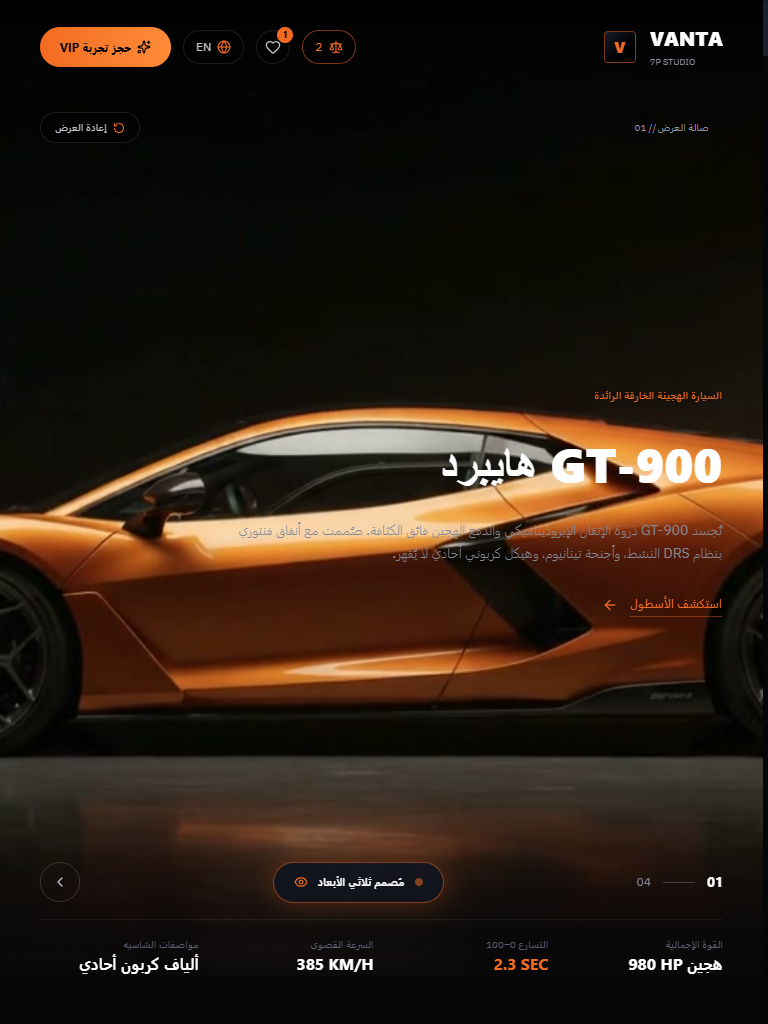 VANTA
7P STUDIO
V
2
1
EN
حجز تجربة VIP
صالة العرض // 01
إعادة العرض
السيارة الهجينة الخارقة الرائدة
GT-900 هايبرد
تُجسد GT-900 ذروة الإتقان الإيروديناميكي والدفع الهجين فائق الكثافة. صُممت مع أنفاق فنتوري
بنظام DRS النشط، وأجنحة تيتانيوم، وهيكل كربوني أحادي لا يُقهر.
استكشف الأسطول
01
04
مُصمم ثلاثي الأبعاد
القوة الإجمالية
هجين 980 HP
التسارع 0–100
2.3 SEC
السرعة القصوى
385 KM/H
مواصفات الشاسيه
ألياف كربون أحادي